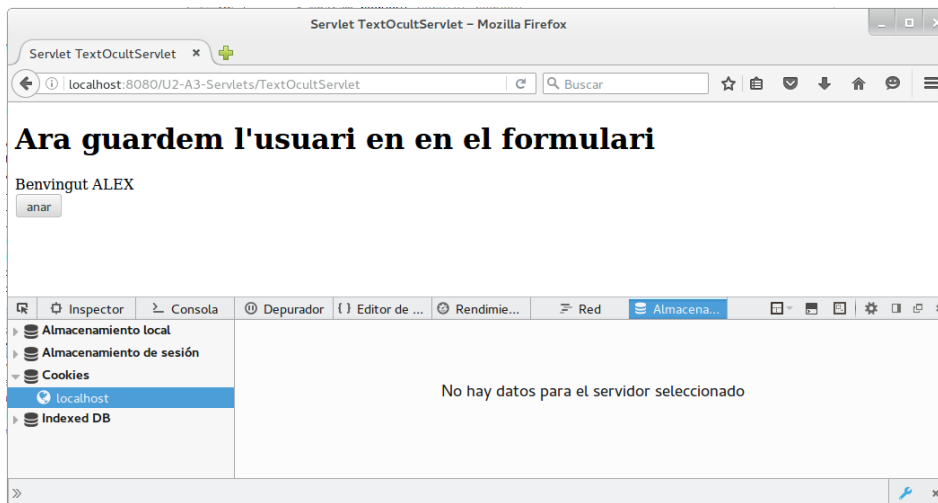 Servlet TextOcultServlet – Mozilla Firefox
Servlet TextOcultServlet
localhost:8080/U2-A3-Servlets/TextOcultServlet
Buscar
Ara guardem l'usuari en en el formulari
Benvingut ALEX
anar
Inspector Consola Depurador { } Editor de ... Rendimie... Red Almacena...
Almacenamiento local
Almacenamiento de sesión
Cookies
localhost
Indexed DB
No hay datos para el servidor seleccionado